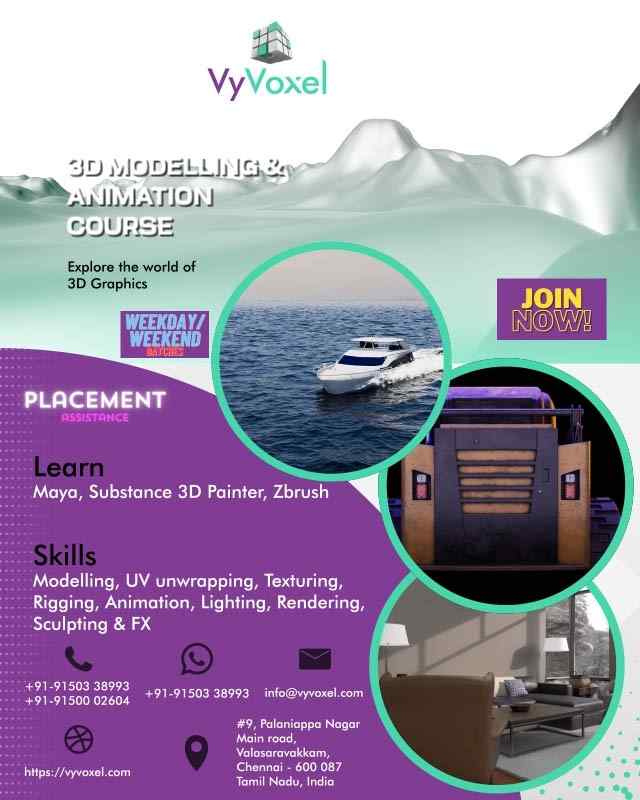 VyVoxel
3D MODELLING &
ANIMATION
COURSE
Explore the world of
3D Graphics
WEEKDAY/
WEEKEND
BATCHES
JOIN
NOW!
PLACEMENT
ASSISTANCE
Learn
Maya, Substance 3D Painter, Zbrush
Skills
Modelling, UV unwrapping, Texturing,
Rigging, Animation, Lighting, Rendering,
Sculpting & FX
+91-91503 38993
+91-91500 02604
+91-91503 38993
info@vyvoxel.com
https://vyvoxel.com
#9, Palaniappa Nagar
Main road,
Valasaravakkam,
Chennai - 600 087
Tamil Nadu, India